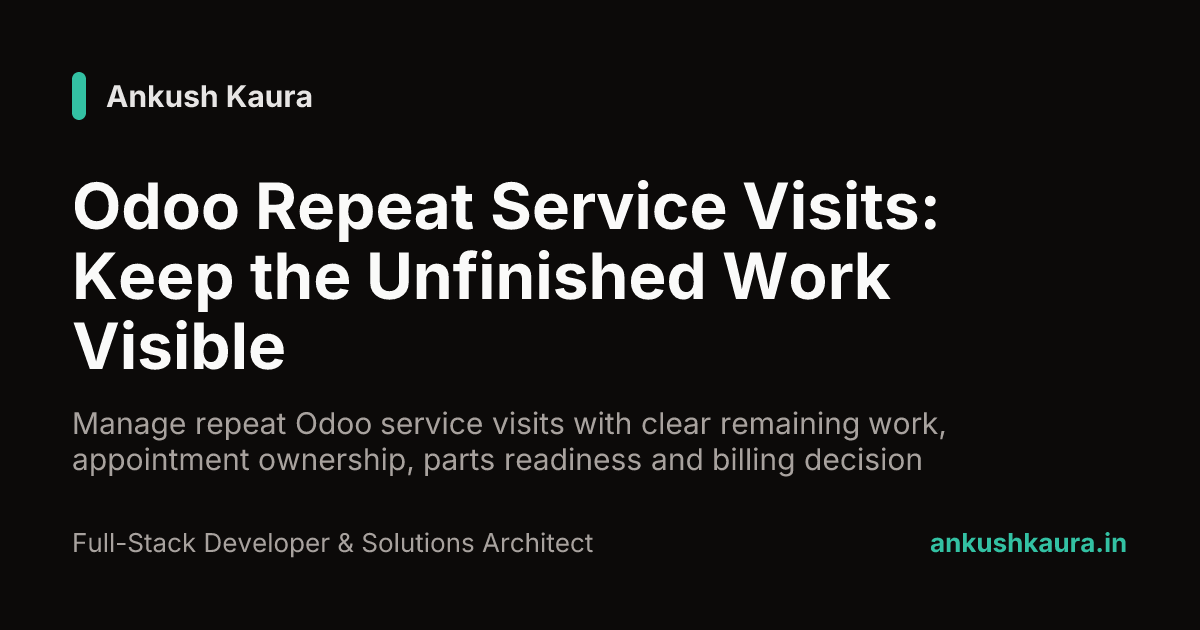 Ankush Kaura
Odoo Repeat Service Visits:
Keep the Unfinished Work
Visible
Manage repeat Odoo service visits with clear remaining work,
appointment ownership, parts readiness and billing decision
Full-Stack Developer & Solutions Architect
ankushkaura.in